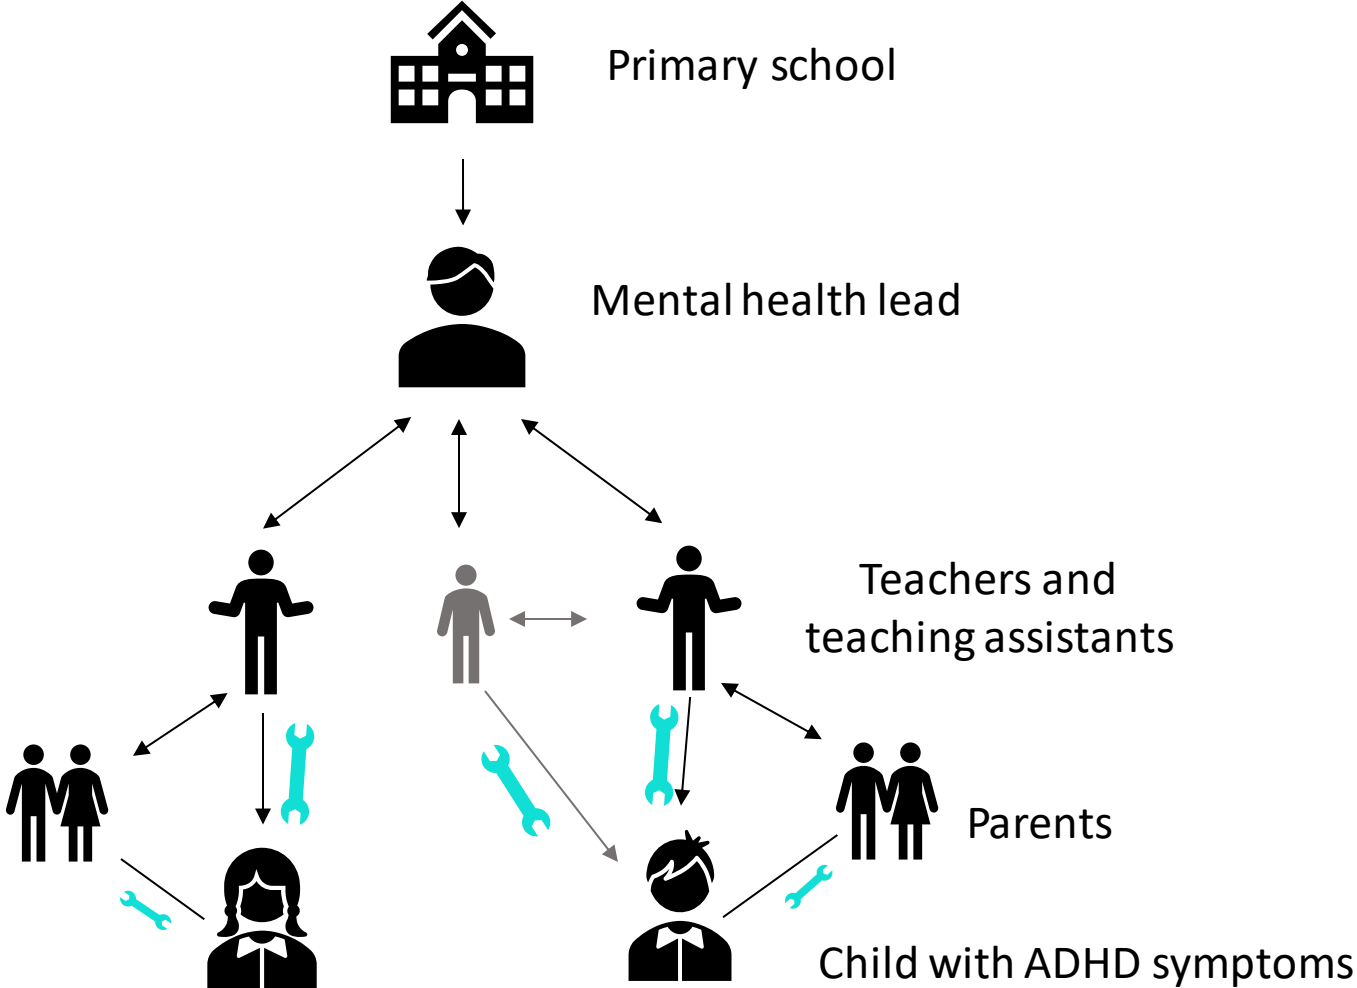 Primary school
Mental health lead
Teachers and
teaching assistants
Parents
Child with ADHD symptoms